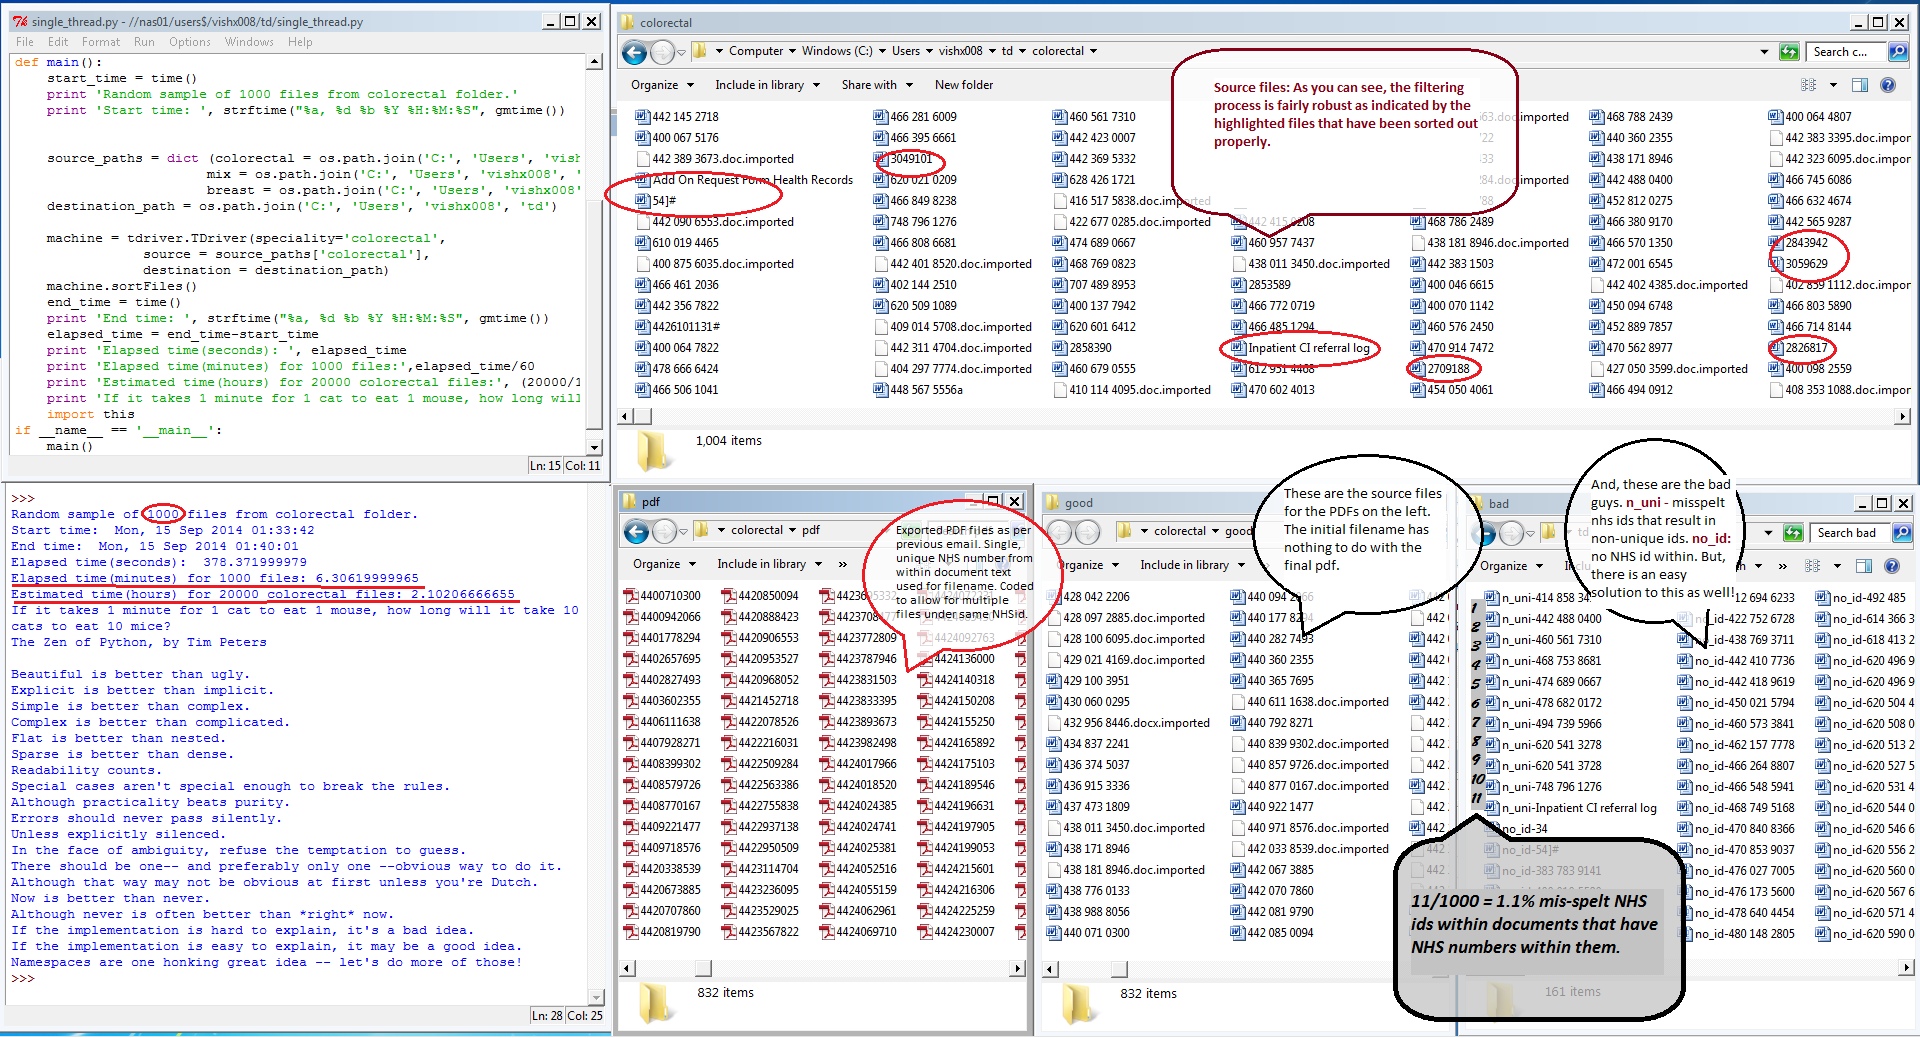 single_thread.py - //nas01/users$/vishx008/td/single_thread.py
File Edit Format Run Options Windows Help
def main():
start_time = time()
print 'Random sample of 1000 files from colorectal folder.'
print 'Start time: ', strftime("%a, %d %b %Y %H:%M:%S", gmtime())
source_paths = dict (colorectal = os.path.join('C:', 'Users', 'vish
mix = os.path.join('C:', 'Users', 'vishx008', '
breast = os.path.join('C:', 'Users', 'vishx008'
destination_path = os.path.join('C:', 'Users', 'vishx008', 'td')
machine = tdriver.TDriver(speciality='colorectal',
source = source_paths['colorectal'],
destination = destination_path)
machine.sortFiles()
end_time = time()
print 'End time: ', strftime("%a, %d %b %Y %H:%M:%S", gmtime())
elapsed_time = end_time-start_time
print 'Elapsed time(seconds): ', elapsed_time
print 'Elapsed time(minutes) for 1000 files:',elapsed_time/60
print 'Estimated time(hours) for 20000 colorectal files:', (20000/1
print 'If it takes 1 minute for 1 cat to eat 1 mouse, how long will
import this
if __name__ == '__main__':
main()
Ln: 15 Col: 11
>>>
Random sample of 1000 files from colorectal folder.
Start time: Mon, 15 Sep 2014 01:33:42
End time: Mon, 15 Sep 2014 01:40:01
Elapsed time(seconds): 378.371999979
Elapsed time(minutes) for 1000 files: 6.30619999965
Estimated time(hours) for 20000 colorectal files: 2.10206666655
If it takes 1 minute for 1 cat to eat 1 mouse, how long will it take 10
cats to eat 10 mice?
The Zen of Python, by Tim Peters
Beautiful is better than ugly.
Explicit is better than implicit.
Simple is better than complex.
Complex is better than complicated.
Flat is better than nested.
Sparse is better than dense.
Readability counts.
Special cases aren't special enough to break the rules.
Although practicality beats purity.
Errors should never pass silently.
Unless explicitly silenced.
In the face of ambiguity, refuse the temptation to guess.
There should be one-- and preferably only one --obvious way to do it.
Although that way may not be obvious at first unless you're Dutch.
Now is better than never.
Although never is often better than *right* now.
If the implementation is hard to explain, it's a bad idea.
If the implementation is easy to explain, it may be a good idea.
Namespaces are one honking great idea -- let's do more of those!
>>>
Ln: 28 Col: 25
colorectal
Computer Windows (C:) Users vishx008 td colorectal
Search c...
Organize Include in library Share with New folder
Source files: As you can see, the filtering
process is fairly robust as indicated by the
highlighted files that have been sorted out
properly.
442 145 2718
400 067 5176
442 389 3673.doc.imported
Add On Request Form Health Records
54]#
442 090 6553.doc.imported
610 019 4465
400 875 6035.doc.imported
466 461 2036
442 356 7822
4426101131#
400 064 7822
478 666 6424
466 506 1041
466 281 6009
466 395 6661
3049101
620 021 0209
466 849 8238
748 796 1276
466 808 6681
442 401 8520.doc.imported
402 144 2510
620 509 1089
409 014 5708.doc.imported
442 311 4704.doc.imported
404 297 7774.doc.imported
448 567 5556a
460 561 7310
442 423 0007
442 369 5332
628 426 1721
416 517 5838.doc.imported
422 677 0285.doc.imported
474 689 0667
468 769 0823
707 489 8953
400 137 7942
620 601 6412
2858390
460 679 0555
410 114 4095.doc.imported
460 957 7437
438 011 3450.doc.imported
2853589
466 772 0719
466 485 1294
Inpatient CI referral log
612 951 4468
470 602 4013
468 786 2489
438 181 8946.doc.imported
442 383 1503
400 046 6615
400 070 1142
460 576 2450
470 914 7472
2709188
454 050 4061
468 788 2439
440 360 2355
438 171 8946
442 488 0400
452 812 0275
466 380 9170
466 570 1350
472 001 6545
442 402 4385.doc.imported
450 094 6748
452 889 7857
470 562 8977
427 050 3599.doc.imported
466 494 0912
400 064 4807
442 383 3395.doc.imported
442 323 6095.doc.imported
466 745 6086
466 632 4674
442 565 9287
2843942
3059629
402 859 1112.doc.imported
466 803 5890
466 714 8144
2826817
400 098 2559
408 353 1088.doc.imported
1,004 items
pdf
colorectal pdf
Organize Include in library »
Exported PDF files as per
previous email. Single,
unique NHS number from
within document text
used for filename. Coded
to allow for multiple
files under same NHSid.
4400710300
4400942066
4401778294
4402657695
4402827493
4403602355
4406111638
4407928271
4408399302
4408579726
4408770167
4409221477
4409718576
4420338539
4420673885
4420707860
4420819790
4420850094
4420888423
4420906553
4420953527
4420968052
4421452718
4422078526
4422216031
4422509284
4422563386
4422755838
4422937138
4422950509
4423114704
4423236095
4423529025
4423567822
4423695332
4423708477
4423772809
4423787946
4423831503
4423833395
4423893673
4423982498
4424017966
4424018520
4424024385
4424024741
4424025381
4424052516
4424055159
4424062961
4424069710
4424092763
4424136000
4424140318
4424150208
4424155250
4424165892
4424175103
4424189546
4424196631
4424197905
4424199053
4424215601
4424216306
4424225259
4424230007
832 items
good
colorectal good
Organize Include in library
These are the source files
for the PDFs on the left.
The initial filename has
nothing to do with the
final pdf.
428 042 2206
428 097 2885.doc.imported
428 100 6095.doc.imported
429 021 4169.doc.imported
429 100 3951
430 060 0295
432 956 8446.docx.imported
434 837 2241
436 374 5037
436 915 3336
437 473 1809
438 011 3450.doc.imported
438 171 8946
438 181 8946.doc.imported
438 776 0133
438 988 8056
440 071 0300
440 282 7493
440 360 2355
440 365 7695
440 611 1638.doc.imported
440 792 8271
440 839 9302.doc.imported
440 857 9726.doc.imported
440 877 0167.doc.imported
440 922 1477
440 971 8576.doc.imported
442 033 8539.doc.imported
442 067 3885
442 070 7860
442 081 9790
442 085 0094
832 items
bad
Search bad
Organize
And, these are the bad
guys. n_uni - misspelt
nhs ids that result in
non-unique ids. no_id:
no NHS id within. But,
there is an easy
solution to this as well!
1
2
3
4
5
6
7
8
9
10
11
n_uni-414 858 34
n_uni-442 488 0400
n_uni-460 561 7310
n_uni-468 753 8681
n_uni-474 689 0667
n_uni-478 682 0172
n_uni-494 739 5966
n_uni-620 541 3278
n_uni-620 541 3728
n_uni-748 796 1276
n_uni-Inpatient CI referral log
no_id-34
no_id-54]#
no_id-383 783 9141
12 694 6233
no_id-422 752 6728
no_id-438 769 3711
no_id-442 410 7736
no_id-442 418 9619
no_id-450 021 5794
no_id-460 573 3841
no_id-462 157 7778
no_id-466 264 8807
no_id-466 548 5941
no_id-468 749 5168
no_id-470 840 8366
no_id-470 853 9037
no_id-476 027 7005
no_id-476 173 5600
no_id-478 640 4454
no_id-480 148 2805
no_id-492 485
no_id-614 366 3
no_id-618 413 2
no_id-620 496 9
no_id-620 496 9
no_id-620 504 4
no_id-620 508 0
no_id-620 513 2
no_id-620 527 5
no_id-620 531 4
no_id-620 544 0
no_id-620 546 6
no_id-620 556 2
no_id-620 560 0
no_id-620 567 6
no_id-620 571 4
no_id-620 590 0
11/1000 = 1.1% mis-spelt NHS
ids within documents that have
NHS numbers within them.
161 items